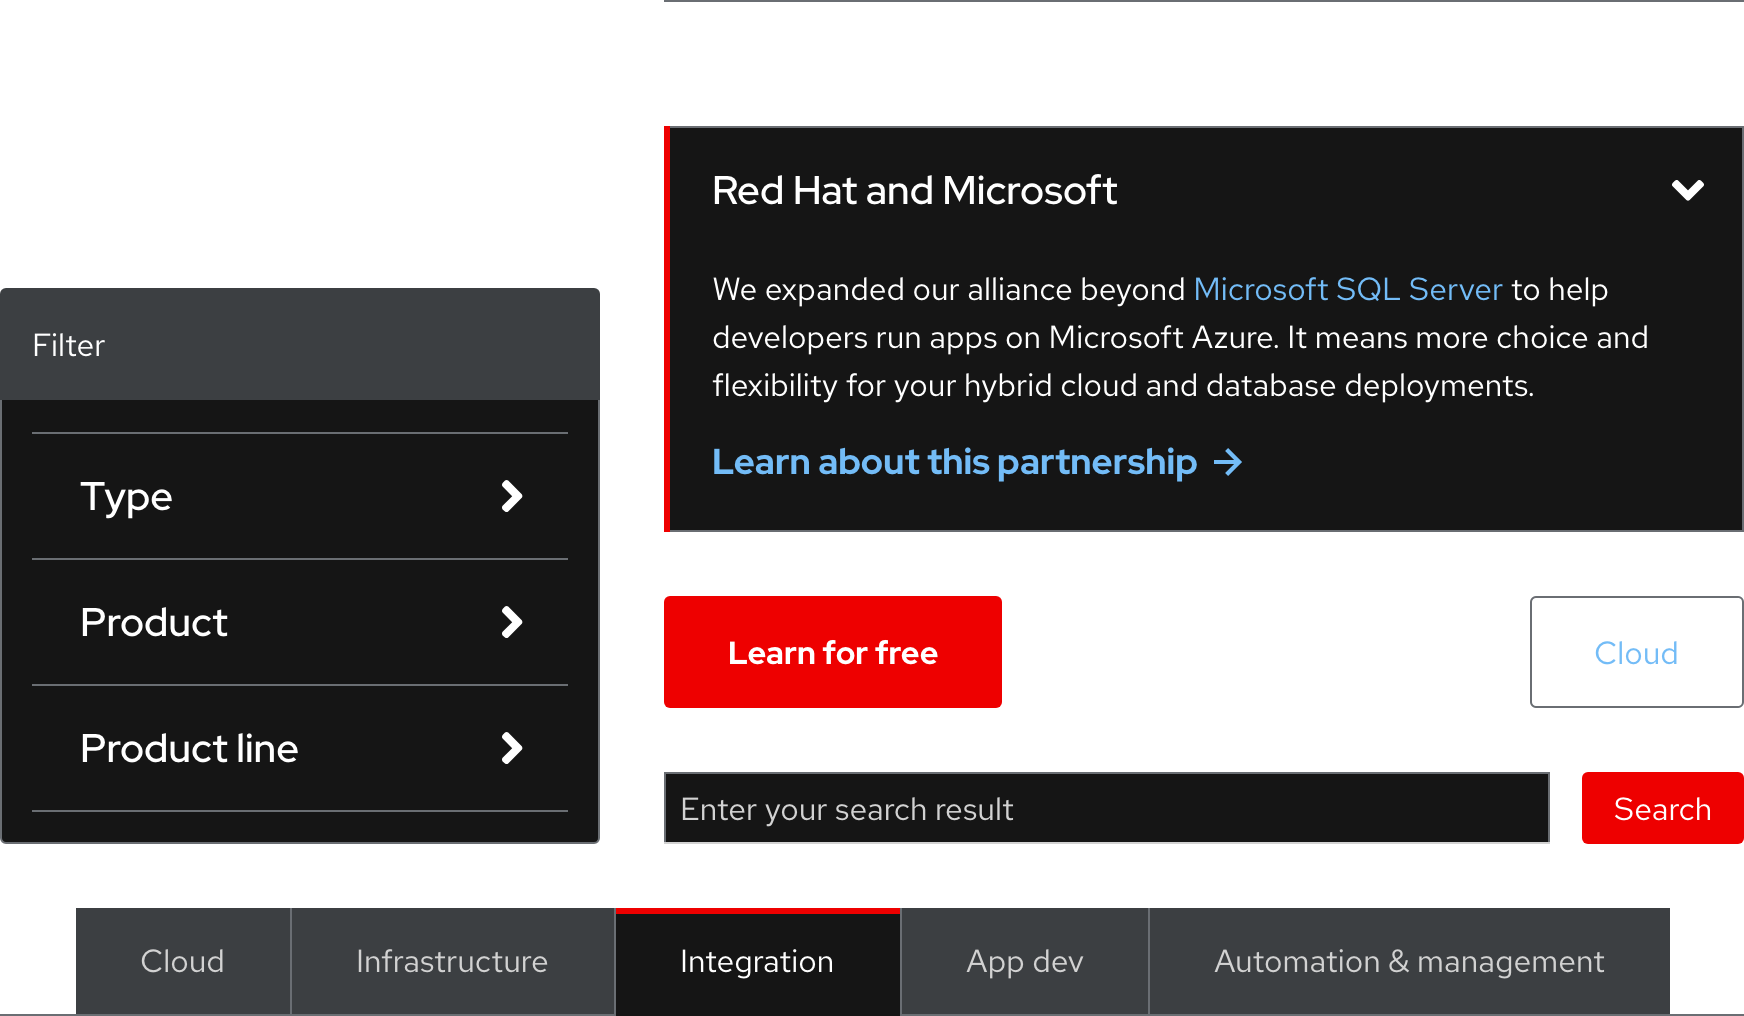 Red Hat and Microsoft
We expanded our alliance beyond Microsoft SQL Server to help
developers run apps on Microsoft Azure. It means more choice and
flexibility for your hybrid cloud and database deployments.
Learn about this partnership →
Filter
Type
Product
Product line
Learn for free
Cloud
Enter your search result
Search
Cloud
Infrastructure
Integration
App dev
Automation & management